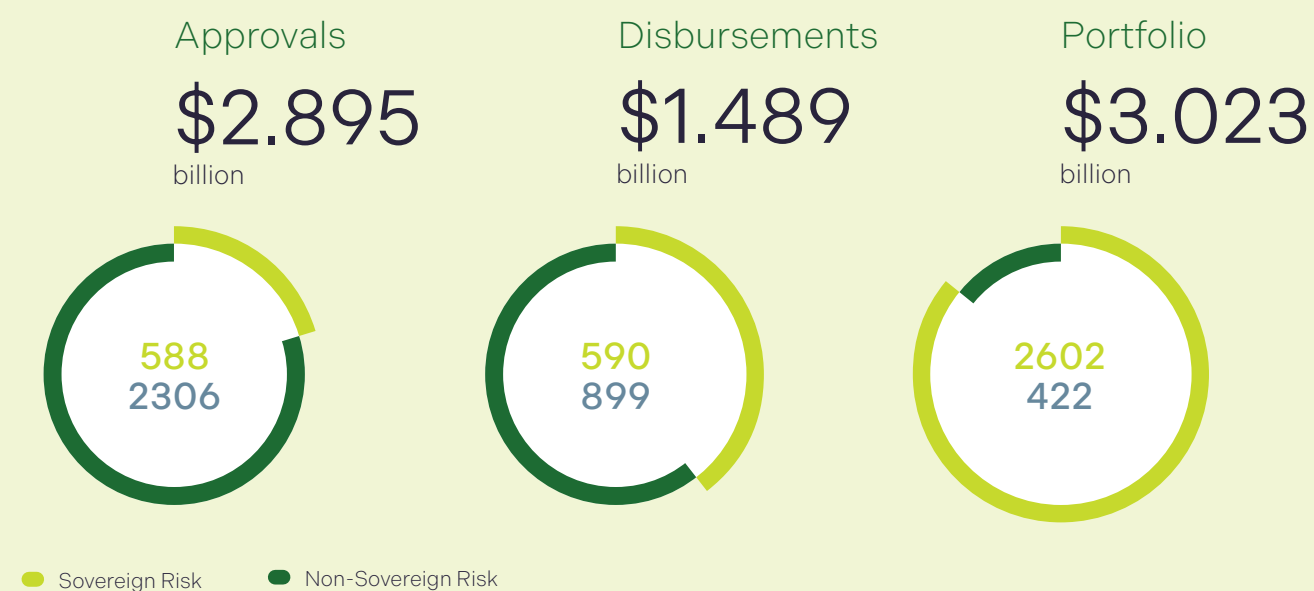 Approvals
$2.895
billion
588
2306
Disbursements
$1.489
billion
590
899
Portfolio
$3.023
billion
2602
422
Sovereign Risk
Non-Sovereign Risk